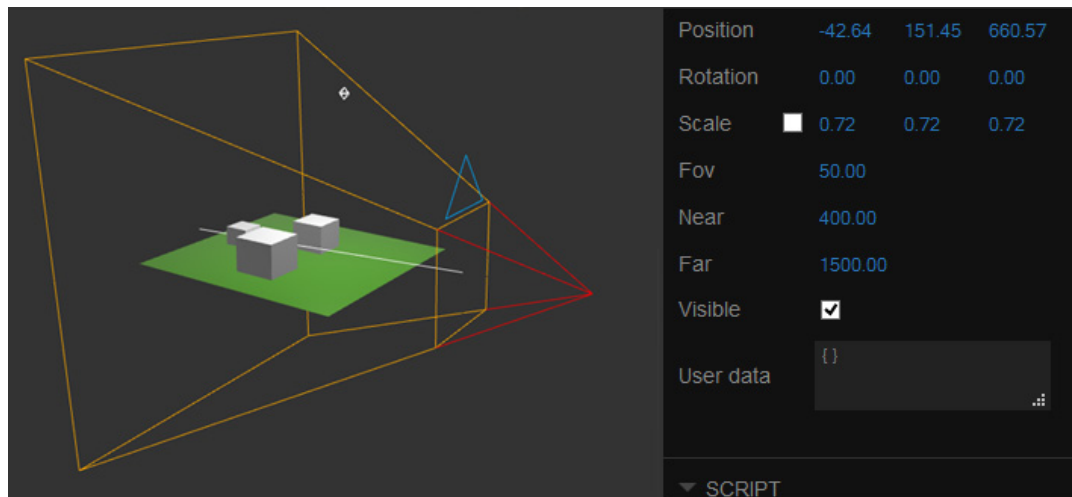 Position -42.64 151.45 660.57
Rotation 0.00 0.00 0.00
Scale 0.72 0.72 0.72
Fov 50.00
Near 400.00
Far 1500.00
Visible
User data { }
SCRIPT